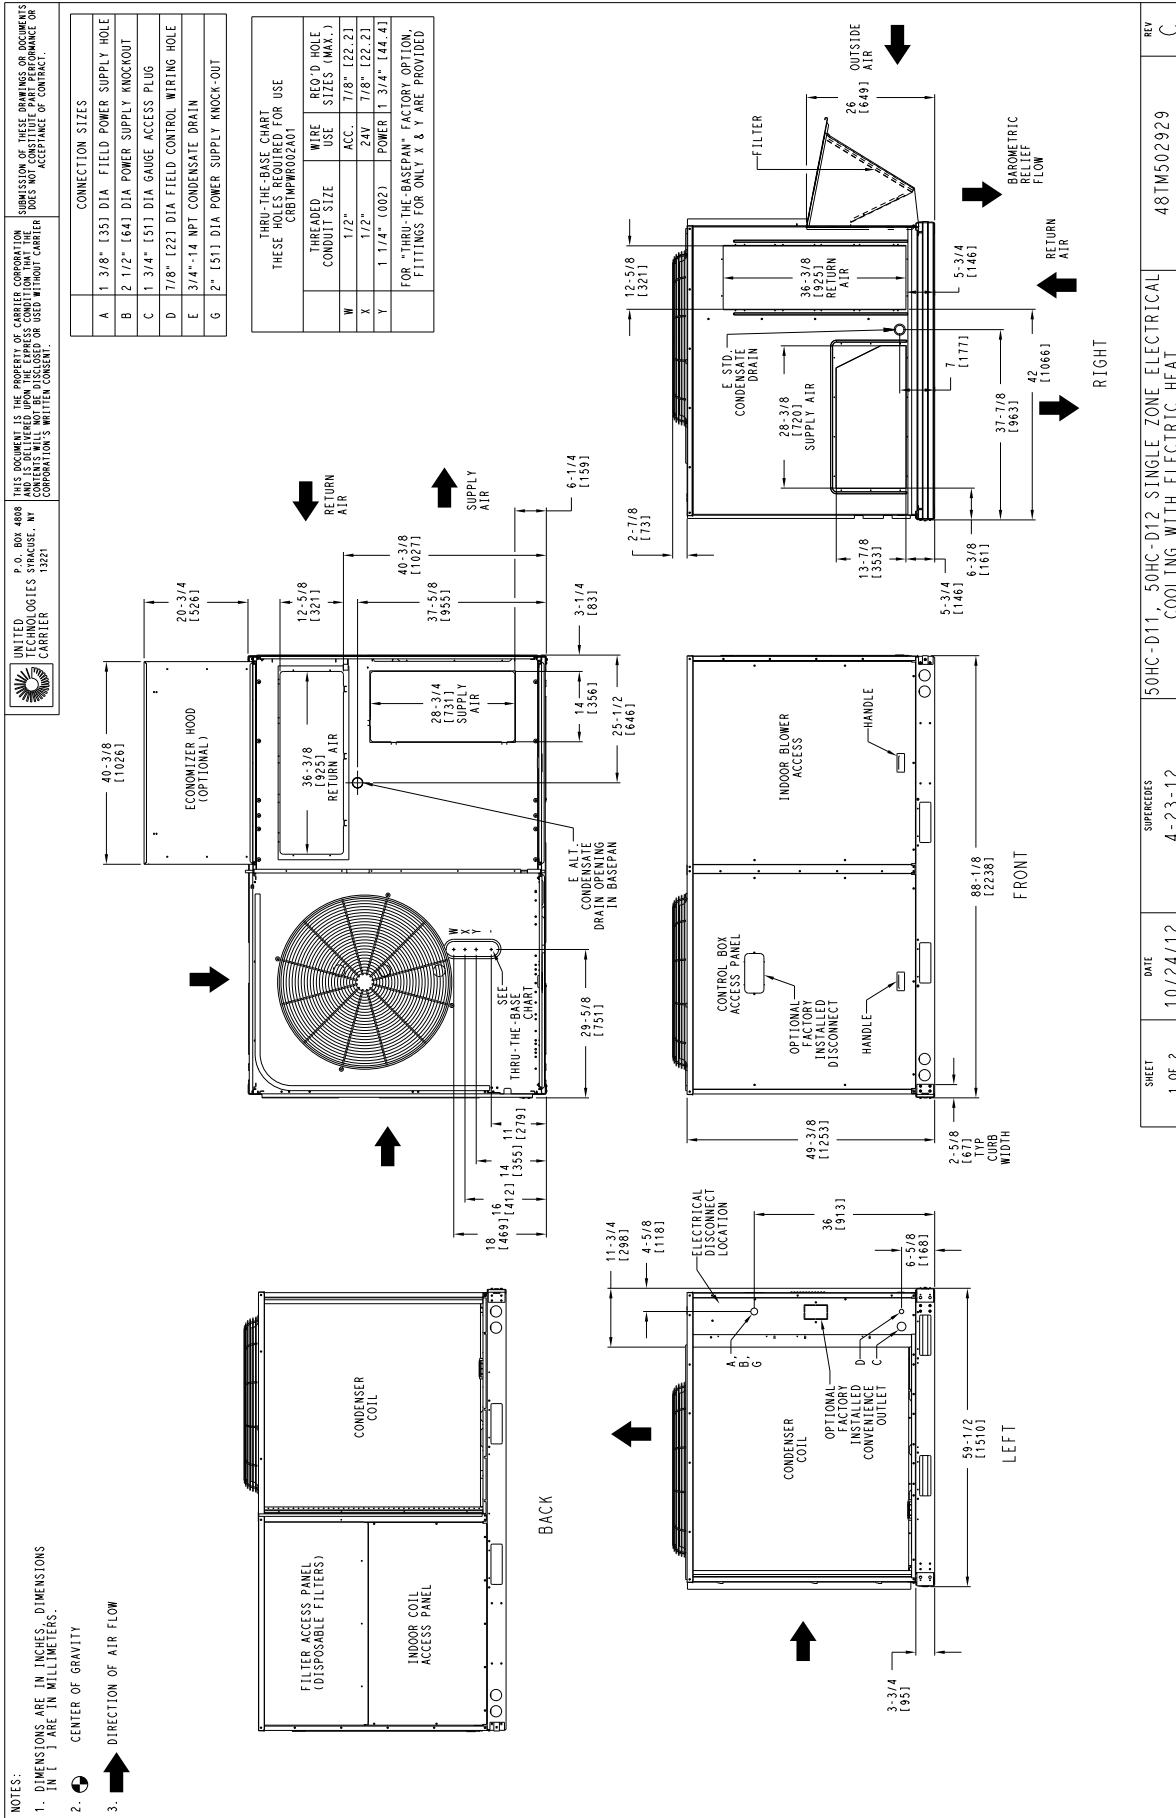 NOTES:
1. DIMENSIONS ARE IN INCHES, DIMENSIONS
IN [ ] ARE IN MILLIMETERS.
2. CENTER OF GRAVITY
3. DIRECTION OF AIR FLOW
UNITED
TECHNOLOGIES
CARRIER
P.O. BOX 4808
SYRACUSE, NY
13221
THIS DOCUMENT IS THE PROPERTY OF CARRIER CORPORATION
AND IS DELIVERED UPON THE EXPRESS CONDITION THAT THE
CONTENTS WILL NOT BE DISCLOSED OR USED WITHOUT CARRIER
CORPORATION'S WRITTEN CONSENT.
SUBMISSION OF THESE DRAWINGS OR DOCUMENTS
DOES NOT CONSTITUTE PART PERFORMANCE OR
ACCEPTANCE OF CONTRACT.
CONNECTION SIZES
A 1 3/8" [35] DIA FIELD POWER SUPPLY HOLE
B 2 1/2" [64] DIA POWER SUPPLY KNOCKOUT
C 1 3/4" [51] DIA GAUGE ACCESS PLUG
D 7/8" [22] DIA FIELD CONTROL WIRING HOLE
E 3/4"-14 NPT CONDENSATE DRAIN
G 2" [51] DIA POWER SUPPLY KNOCK-OUT
THRU-THE-BASE CHART
THESE HOLES REQUIRED FOR USE
CRBTMPWR002A01
THREADED
CONDUIT SIZE
WIRE
USE
REQ'D HOLE
SIZES (MAX.)
W 1/2" ACC. 7/8" [22.2]
X 1/2" 24V 7/8" [22.2]
Y 1 1/4" (002) POWER 1 3/4" [44.4]
FOR "THRU-THE-BASEPAN" FACTORY OPTION,
FITTINGS FOR ONLY X & Y ARE PROVIDED
FILTER ACCESS PANEL
(DISPOSABLE FILTERS)
INDOOR COIL
ACCESS PANEL
CONDENSER
COIL
BACK
40-3/8
[1026]
ECONOMIZER HOOD
(OPTIONAL)
20-3/4
[526]
12-5/8
[321]
RETURN
AIR
36-3/8
[925]
RETURN AIR
40-3/8
[1027]
37-5/8
[955]
SUPPLY
AIR
28-3/4
[731]
SUPPLY
AIR
6-1/4
[159]
3-1/4
[83]
14
[356]
25-1/2
[646]
E ALT.
CONDENSATE
DRAIN OPENING
IN BASEPAN
W
X
Y
-
SEE
THRU-THE-BASE
CHART
29-5/8
[751]
11
[279]
14
[355]
16
[412]
18
[469]
11-3/4
[298]
4-5/8
[118]
ELECTRICAL
DISCONNECT
LOCATION
36
[913]
6-5/8
[168]
A,
B,
G
D
C
CONDENSER
COIL
OPTIONAL
FACTORY
INSTALLED
CONVENIENCE
OUTLET
3-3/4
[95]
59-1/2
[1510]
LEFT
49-3/8
[1253]
2-5/8
[67]
TYP
CURB
WIDTH
CONTROL BOX
ACCESS PANEL
OPTIONAL
FACTORY
INSTALLED
DISCONNECT
HANDLE
INDOOR BLOWER
ACCESS
HANDLE
88-1/8
[2238]
FRONT
2-7/8
[73]
12-5/8
[321]
E STD.
CONDENSATE
DRAIN
28-3/8
[720]
SUPPLY AIR
36-3/8
[925]
RETURN
AIR
FILTER
26
[649]
OUTSIDE
AIR
BAROMETRIC
RELIEF
FLOW
RETURN
AIR
5-3/4
[146]
13-7/8
[353]
5-3/4
[146]
6-3/8
[161]
7
[177]
37-7/8
[963]
42
[1066]
RIGHT
SHEET
1 OF 2
DATE
10/24/12
SUPERCEDES
4-23-12
50HC-D11, 50HC-D12 SINGLE ZONE ELECTRICAL
COOLING WITH ELECTRIC HEAT
48TM502929
REV
C